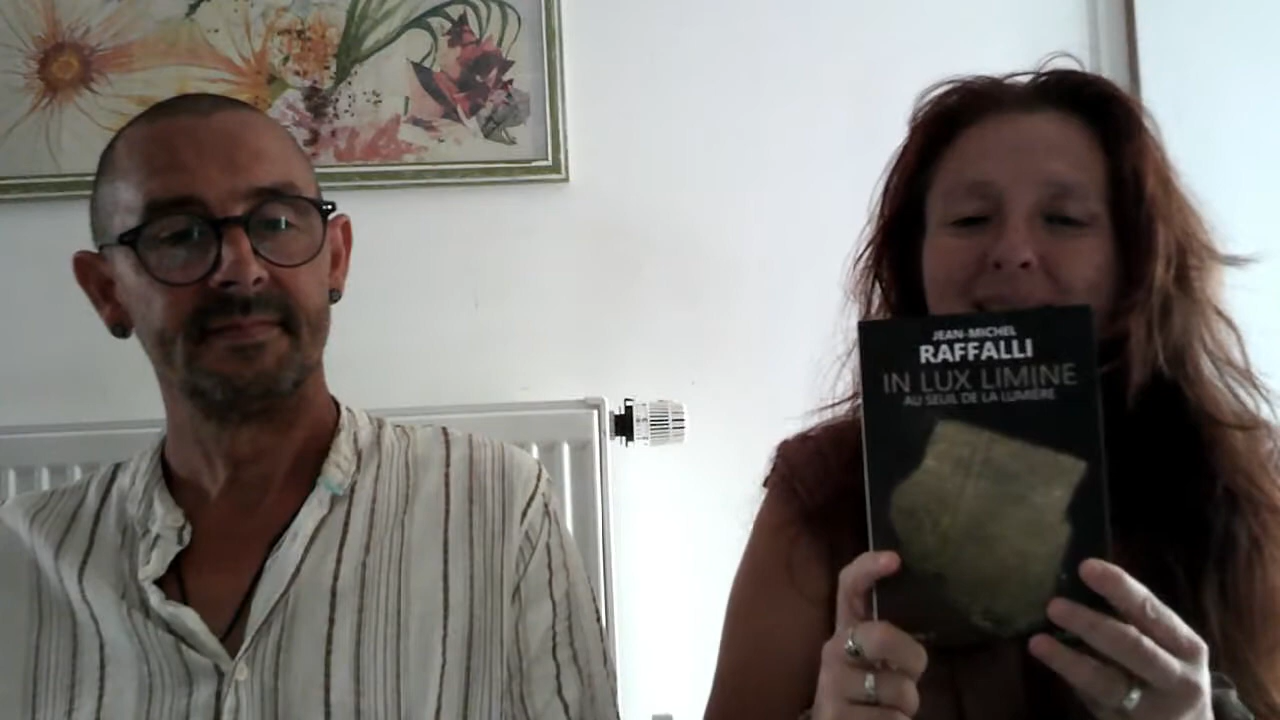 JEAN-MICHEL
RAFFALLI
IN LUX LIMINE
AU SEUIL DE LA LUMIÈRE